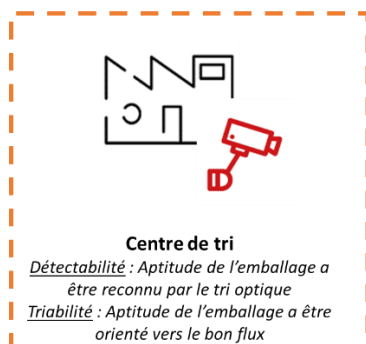 Centre de tri
Détectabilité : Aptitude de l’emballage a
être reconnu par le tri optique
Triabilité : Aptitude de l’emballage a être
orienté vers le bon flux